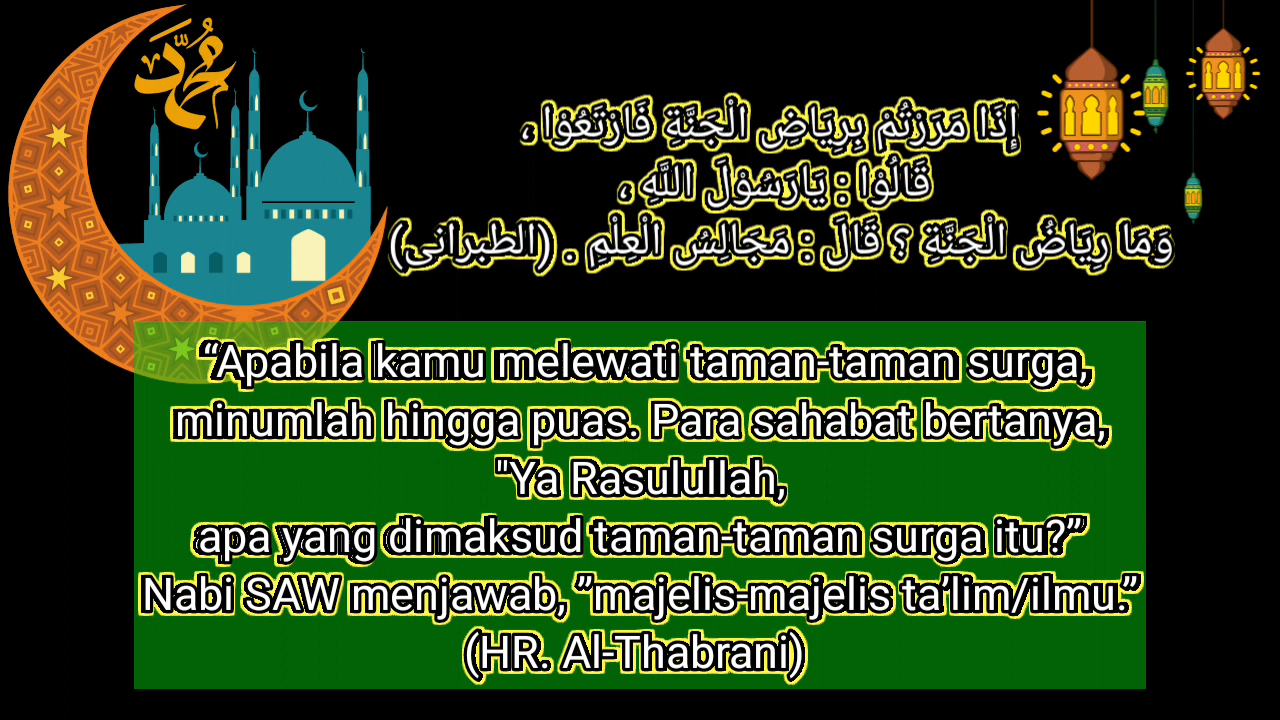 مُحَمَّد
إِذَا مَرَرْتُمْ بِرِيَاضِ الْجَنَّةِ فَارْتَعُوْا ،
قَالُوْا : يَارَسُوْلَ اللَّهِ ،
وَمَا رِيَاضُ الْجَنَّةِ ؟ قَالَ : مَجَالِسُ الْعِلْمِ . (الطبرانى)
“Apabila kamu melewati taman-taman surga,
minumlah hingga puas. Para sahabat bertanya,
"Ya Rasulullah,
apa yang dimaksud taman-taman surga itu?”
Nabi SAW menjawab, ”majelis-majelis ta’lim/ilmu.”
(HR. Al-Thabrani)